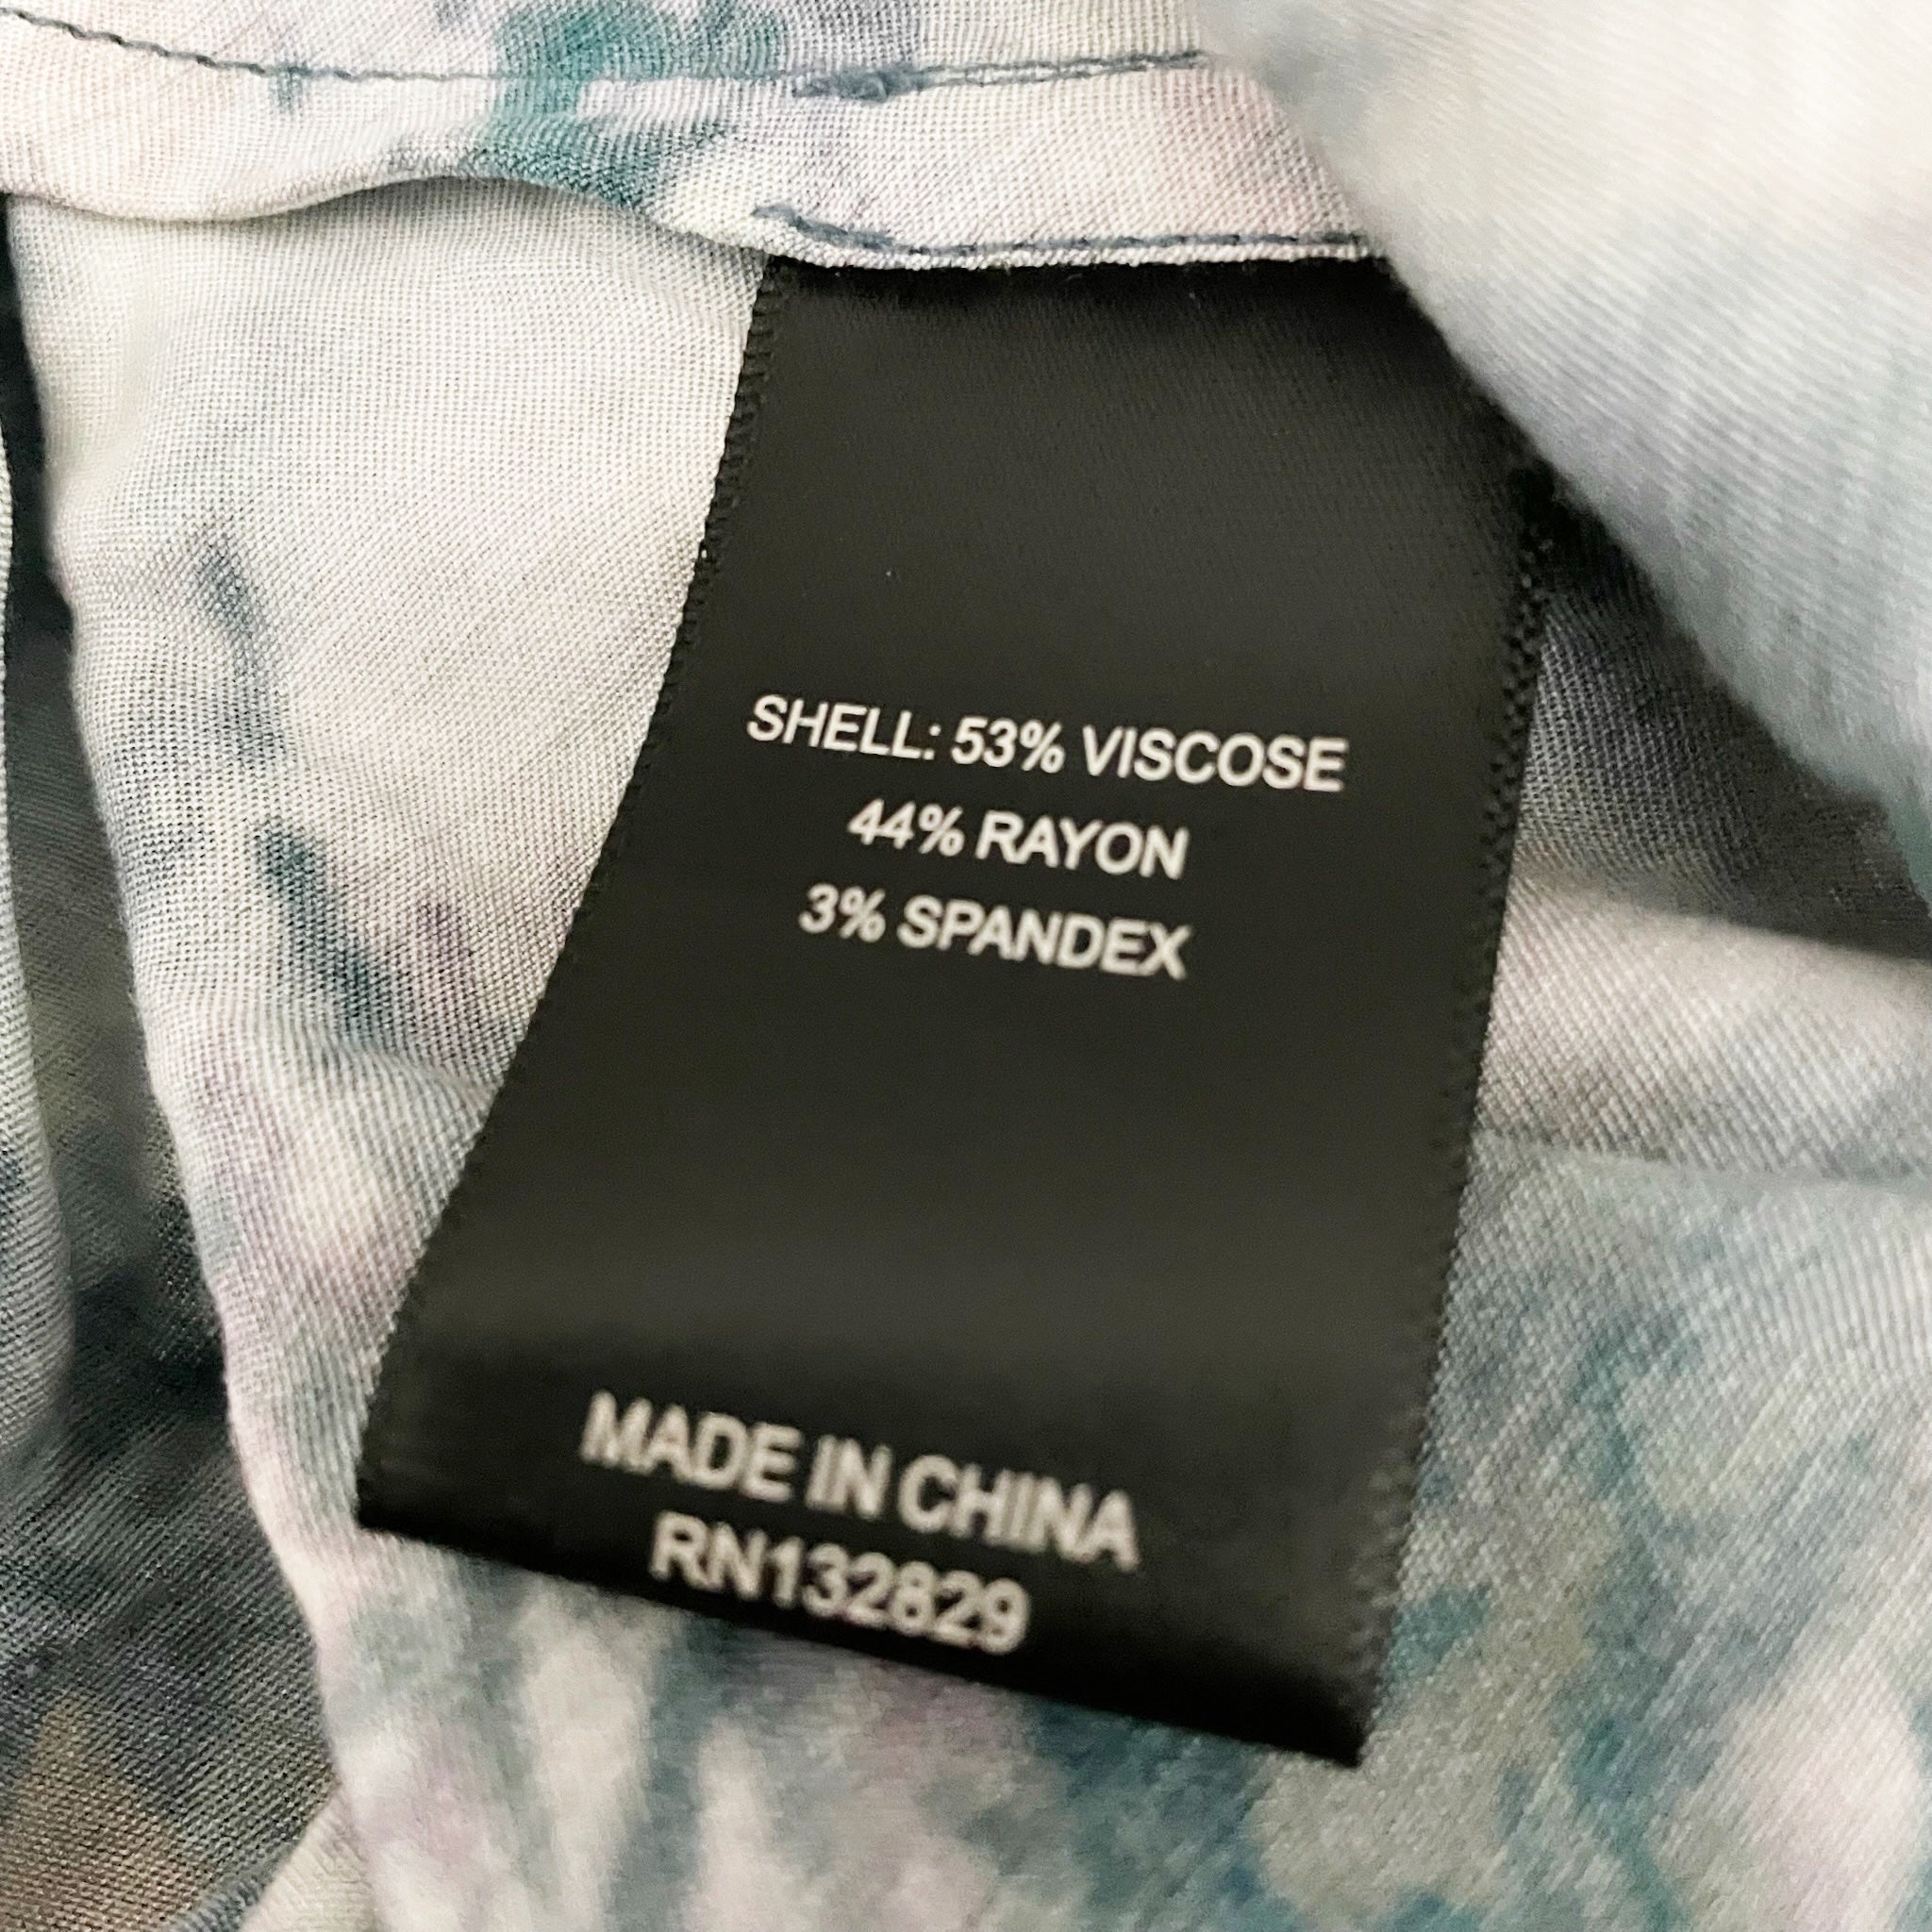 SHELL: 53% VISCOSE
44% RAYON
3% SPANDEX
MADE IN CHINA
RN132829